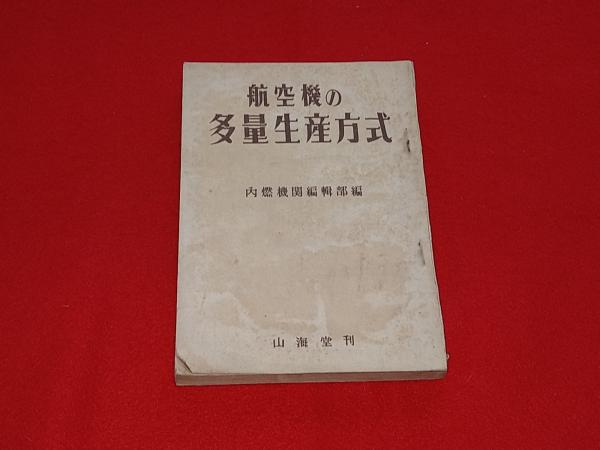 航空機の
多量生産方式
内燃機関編輯部編
山海堂刊